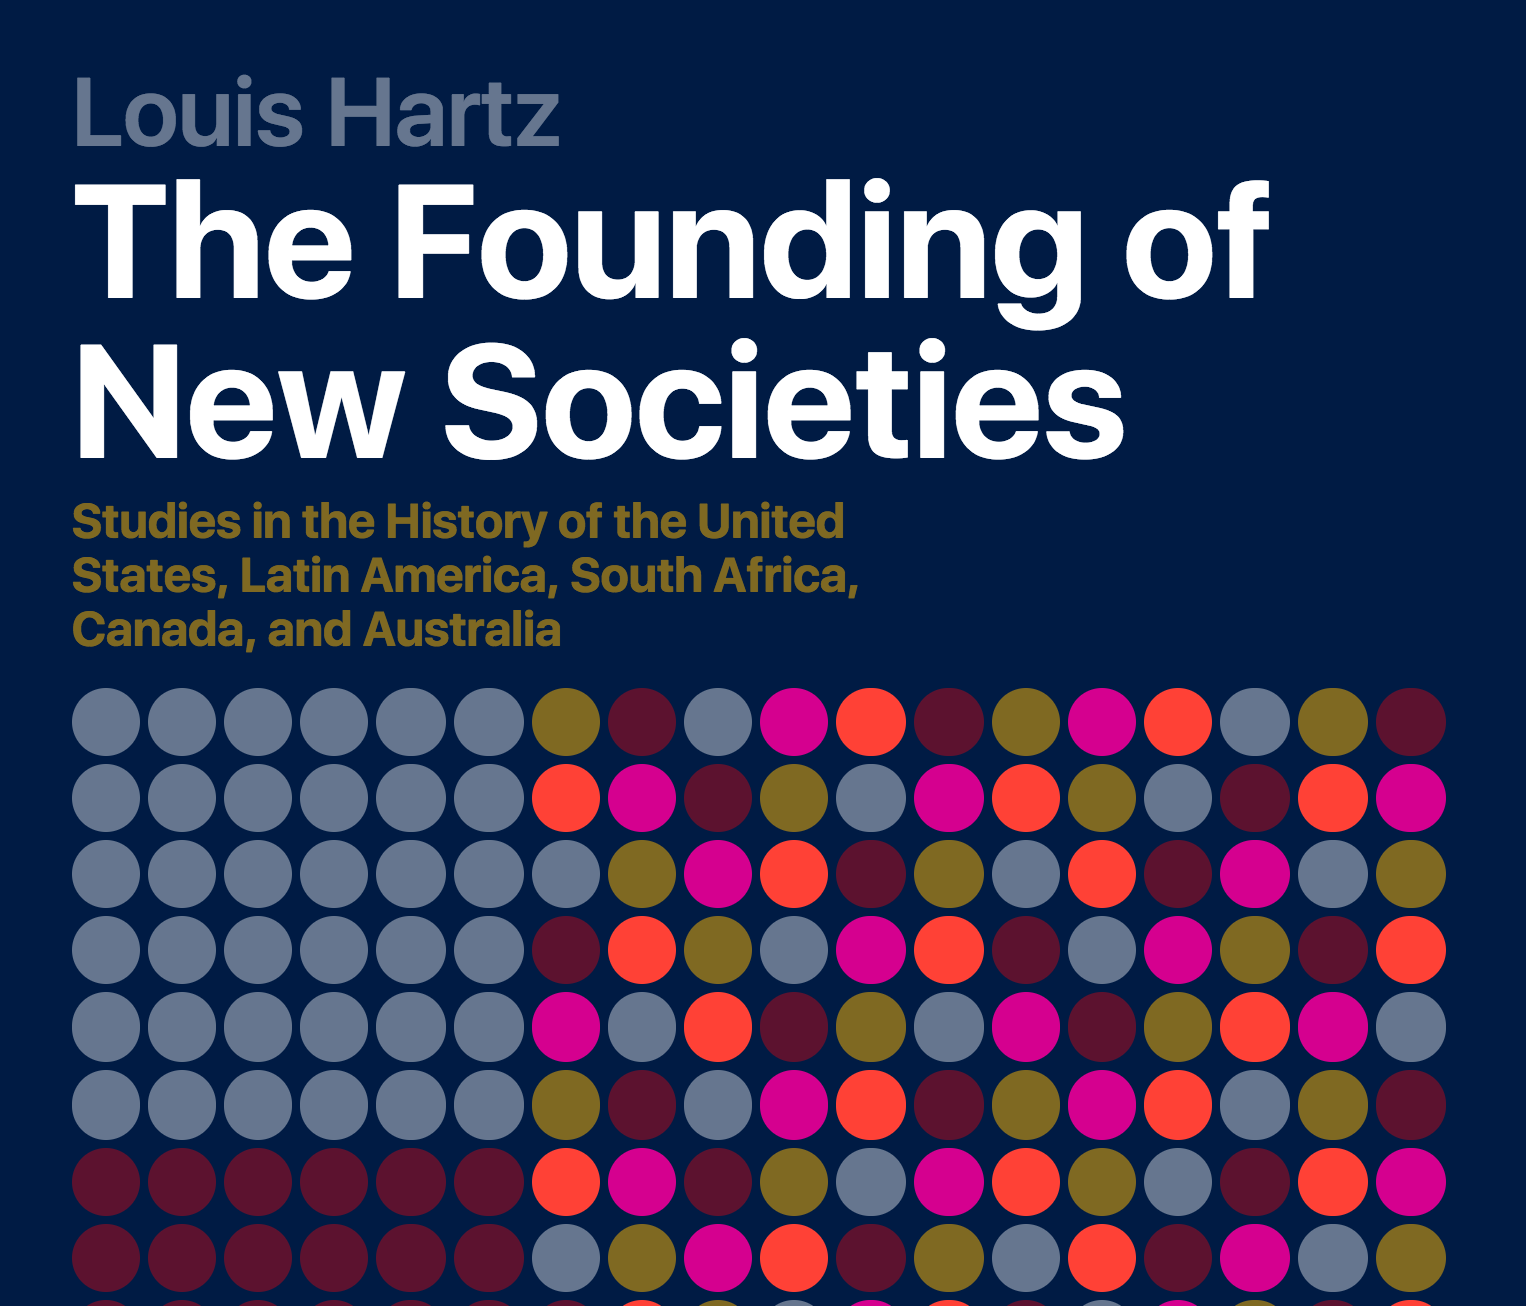 Louis Hartz
The Founding of
New Societies
Studies in the History of the United
States, Latin America, South Africa,
Canada, and Australia